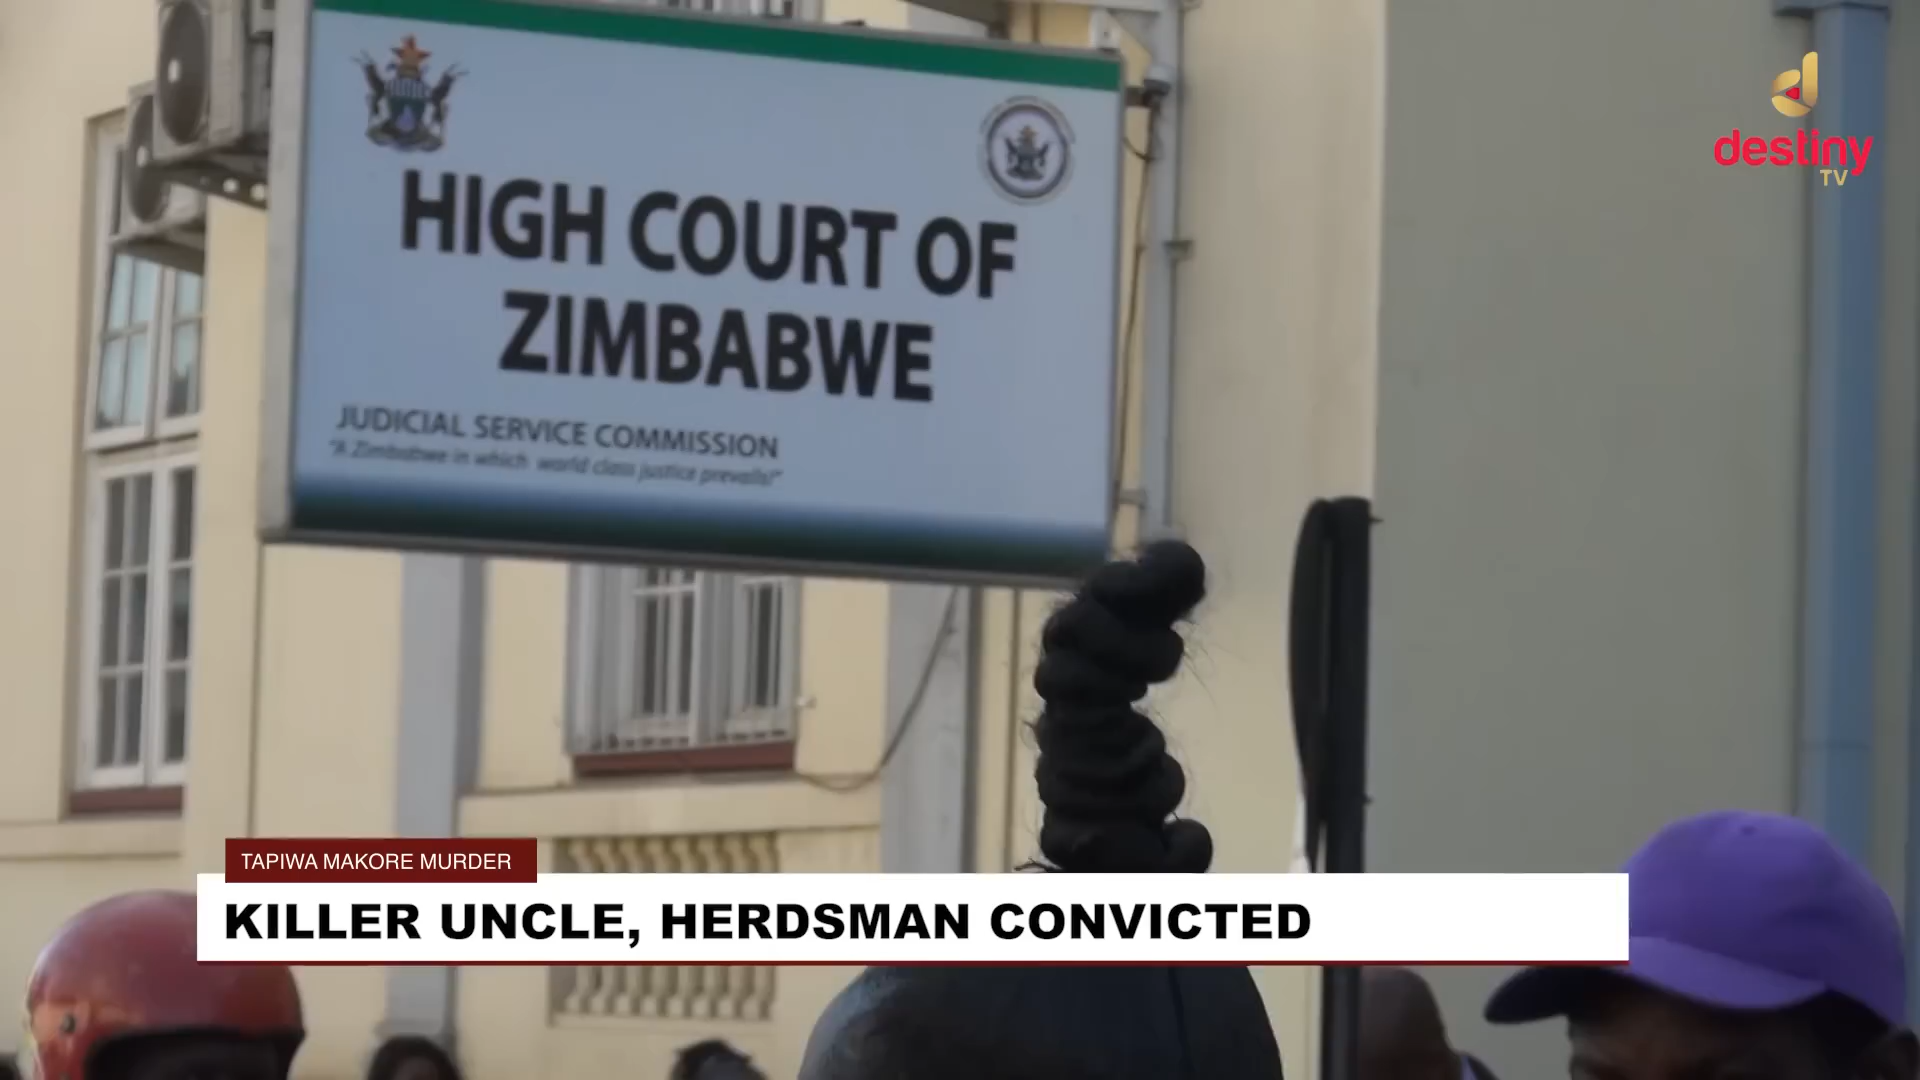 HIGH COURT OF
ZIMBABWE
JUDICIAL SERVICE COMMISSION
"A Zimbabwe in which world class justice prevails!"
destiny
TV
TAPIWA MAKORE MURDER
KILLER UNCLE, HERDSMAN CONVICTED